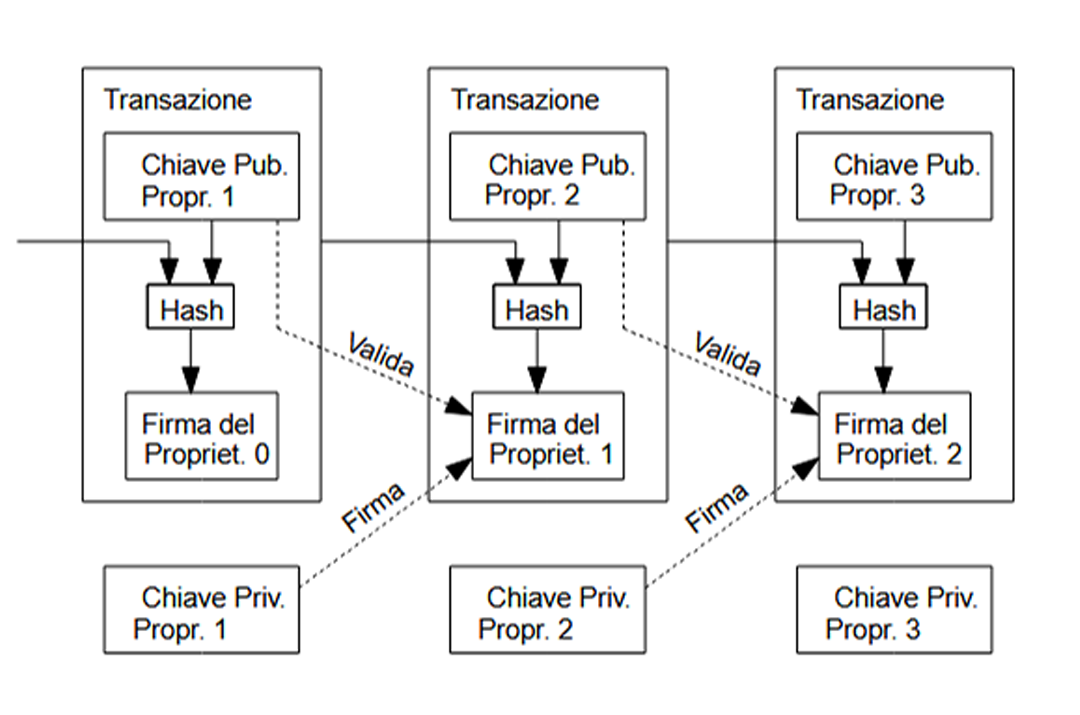 Transazione
Chiave Pub.
Propr. 1
Hash
Firma del
Propriet. 0
Transazione
Chiave Pub.
Propr. 2
Hash
Firma del
Propriet. 1
Transazione
Chiave Pub.
Propr. 3
Hash
Firma del
Propriet. 2
Valida
Valida
Firma
Firma
Chiave Priv.
Propr. 1
Chiave Priv.
Propr. 2
Chiave Priv.
Propr. 3